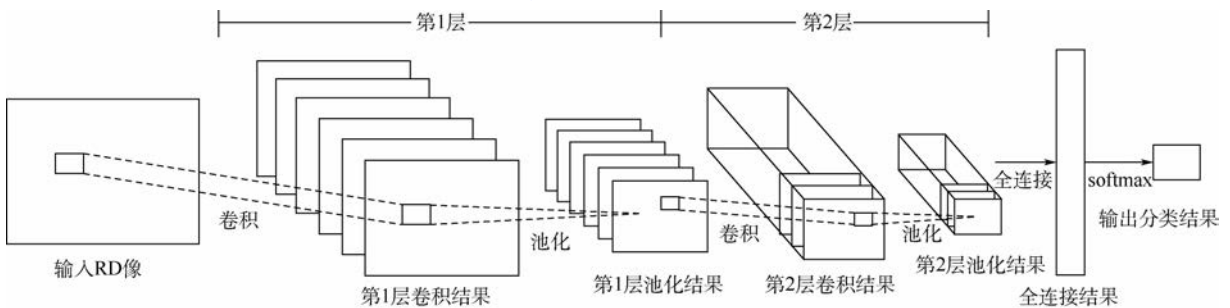 第1层
第2层
卷积
池化
卷积
池化
全连接
softmax
输入RD像
第1层卷积结果
第1层池化结果
第2层卷积结果
第2层池化结果
全连接结果
输出分类结果